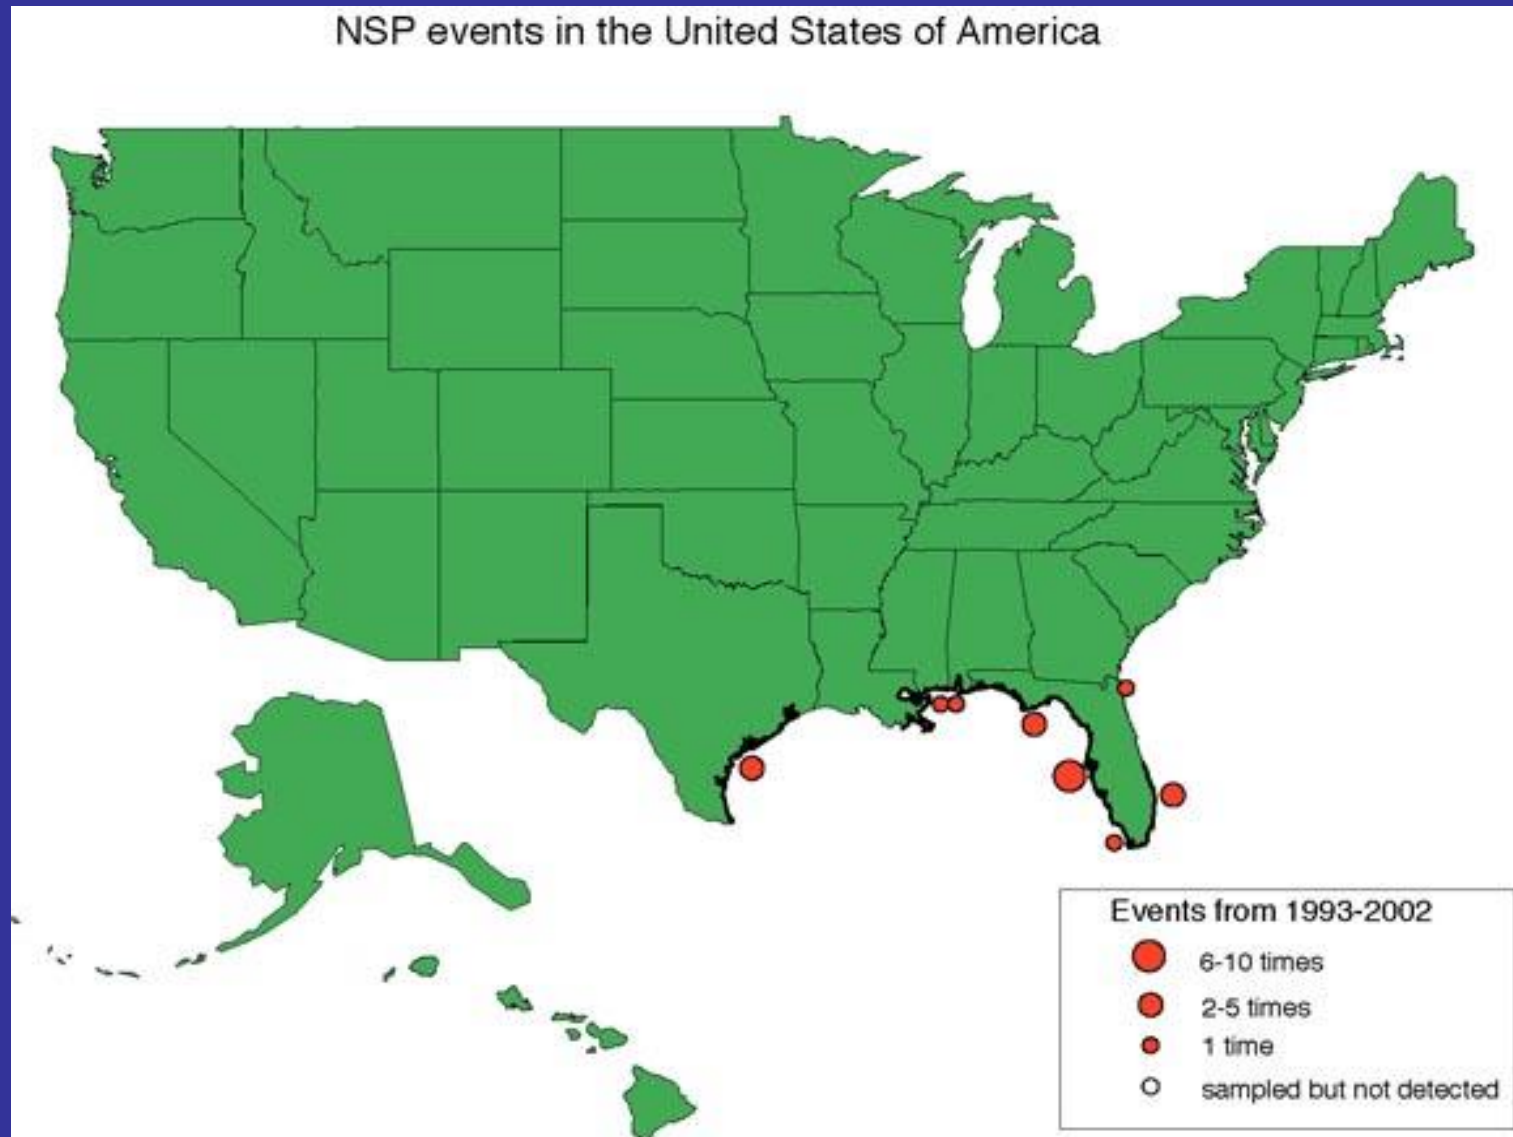 NSP events in the United States of America
Events from 1993-2002
6-10 times
2-5 times
1 time
sampled but not detected